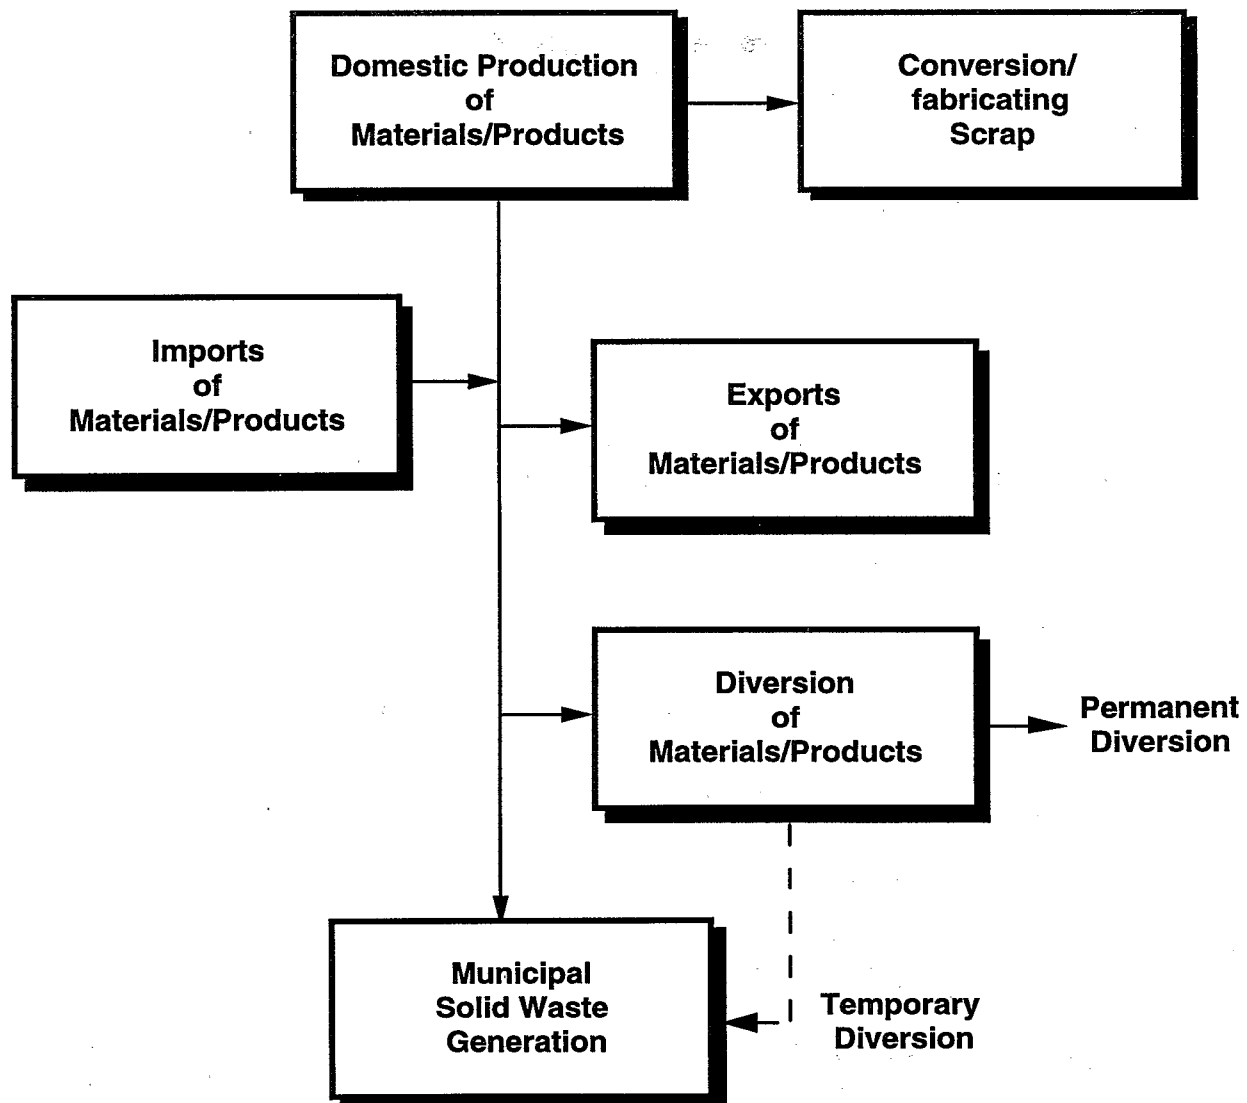 Domestic Production
of
Materials/Products
Conversion/
fabricating
Scrap
Imports
of
Materials/Products
Exports
of
Materials/Products
Diversion
of
Materials/Products
Permanent
Diversion
Municipal
Solid Waste
Generation
Temporary
Diversion